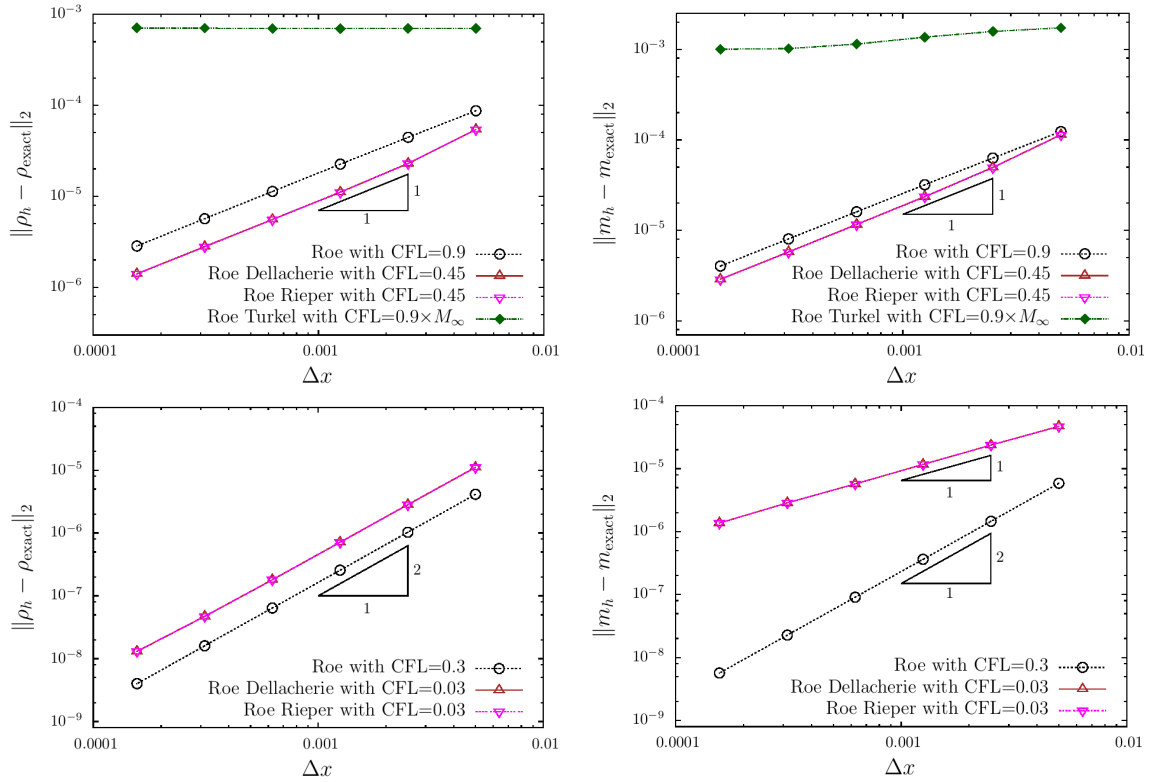 10⁻³
10⁻⁴
10⁻⁵
10⁻⁶
‖ρ_h − ρ_exact‖₂
1
1
Roe with CFL=0.9
Roe Dellacherie with CFL=0.45
Roe Rieper with CFL=0.45
Roe Turkel with CFL=0.9×M_∞
0.0001
0.001
0.01
Δx
10⁻³
10⁻⁴
10⁻⁵
10⁻⁶
‖m_h − m_exact‖₂
1
1
Roe with CFL=0.9
Roe Dellacherie with CFL=0.45
Roe Rieper with CFL=0.45
Roe Turkel with CFL=0.9×M_∞
0.0001
0.001
0.01
Δx
10⁻⁴
10⁻⁵
10⁻⁶
10⁻⁷
10⁻⁸
10⁻⁹
‖ρ_h − ρ_exact‖₂
2
1
Roe with CFL=0.3
Roe Dellacherie with CFL=0.03
Roe Rieper with CFL=0.03
0.0001
0.001
0.01
Δx
10⁻⁴
10⁻⁵
10⁻⁶
10⁻⁷
10⁻⁸
10⁻⁹
‖m_h − m_exact‖₂
1
1
2
1
Roe with CFL=0.3
Roe Dellacherie with CFL=0.03
Roe Rieper with CFL=0.03
0.0001
0.001
0.01
Δx